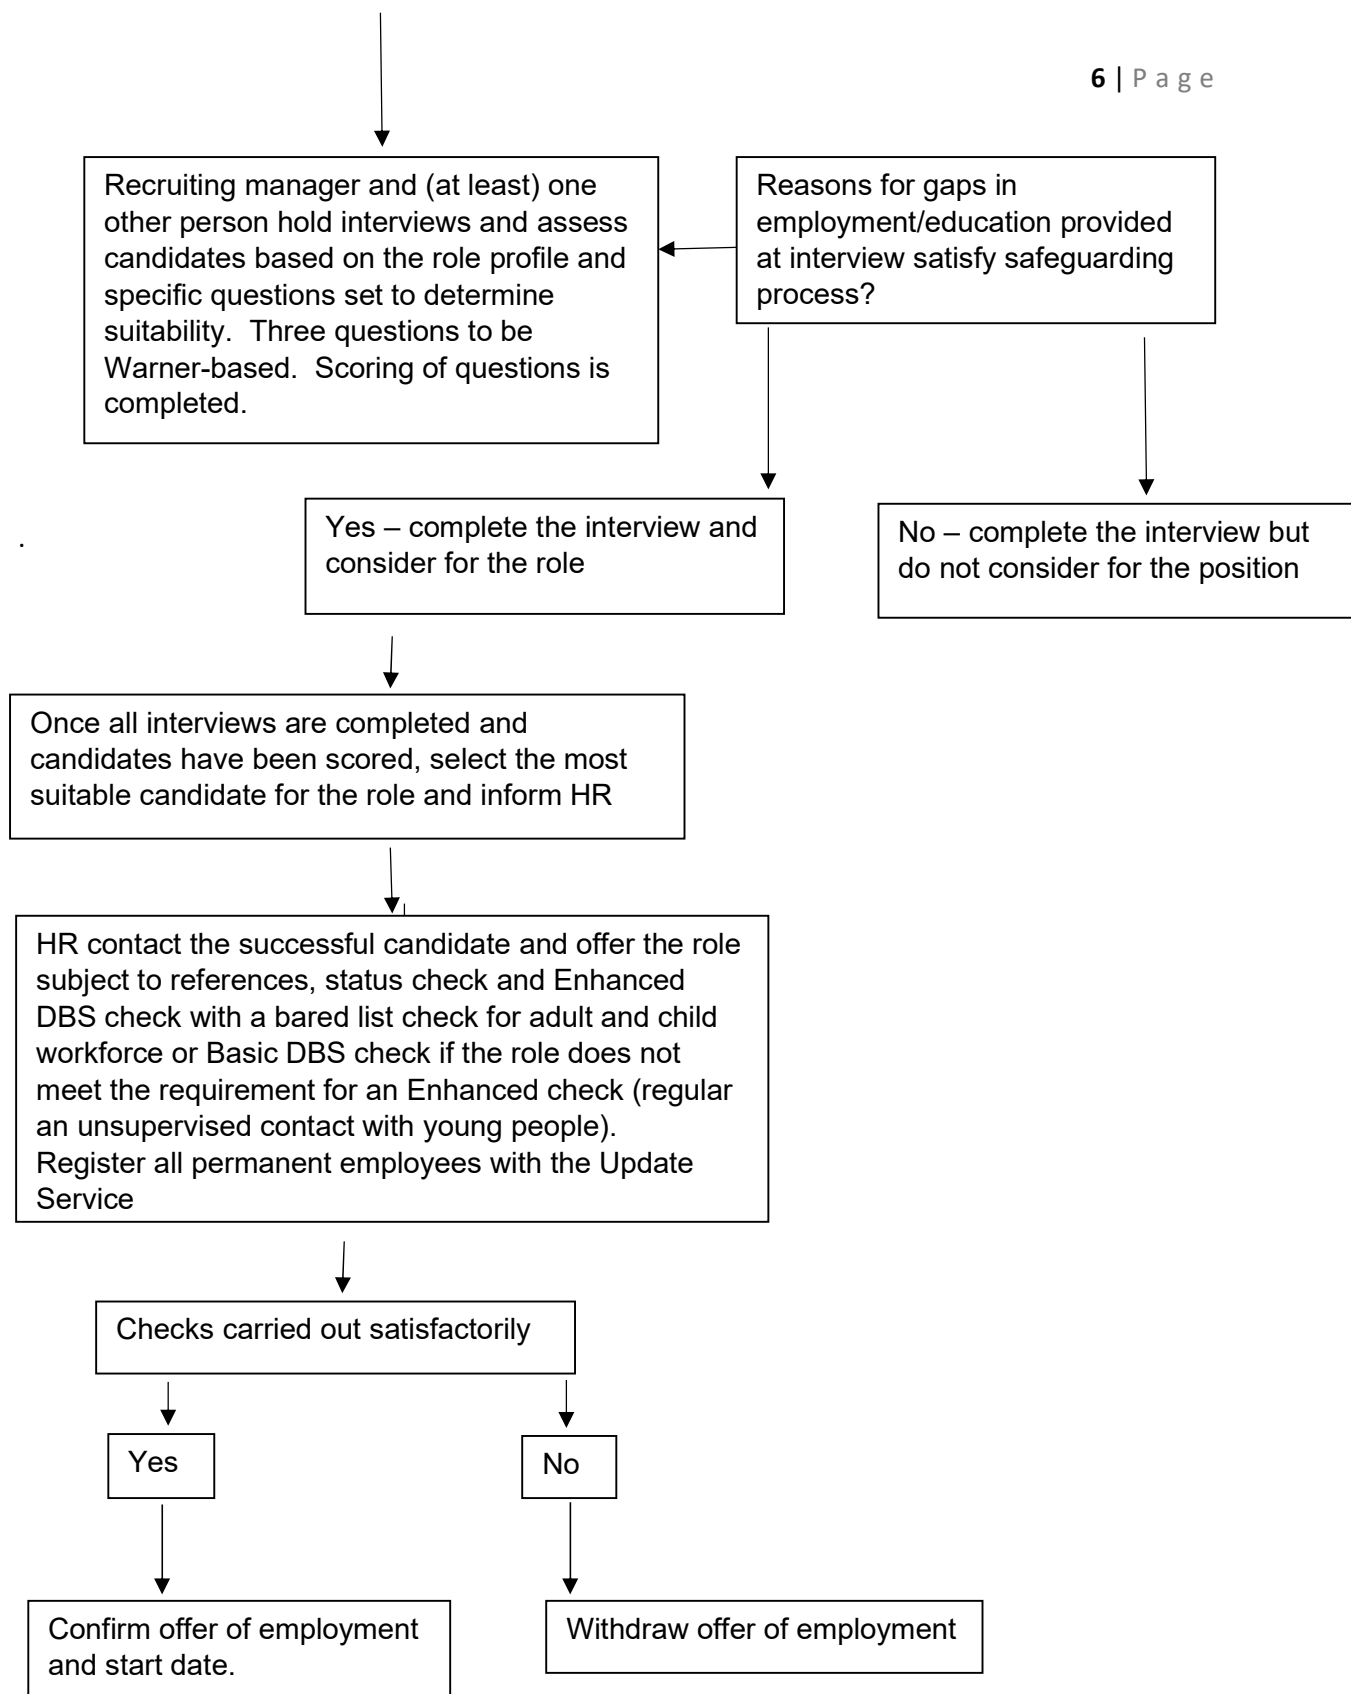 6 | P a g e
Recruiting manager and (at least) one
other person hold interviews and assess
candidates based on the role profile and
specific questions set to determine
suitability.  Three questions to be
Warner-based.  Scoring of questions is
completed.
Reasons for gaps in
employment/education provided
at interview satisfy safeguarding
process?
Yes – complete the interview and
consider for the role
No – complete the interview but
do not consider for the position
.
Once all interviews are completed and
candidates have been scored, select the most
suitable candidate for the role and inform HR
HR contact the successful candidate and offer the role
subject to references, status check and Enhanced
DBS check with a bared list check for adult and child
workforce or Basic DBS check if the role does not
meet the requirement for an Enhanced check (regular
an unsupervised contact with young people).
Register all permanent employees with the Update
Service
Checks carried out satisfactorily
Yes
No
Confirm offer of employment
and start date.
Withdraw offer of employment